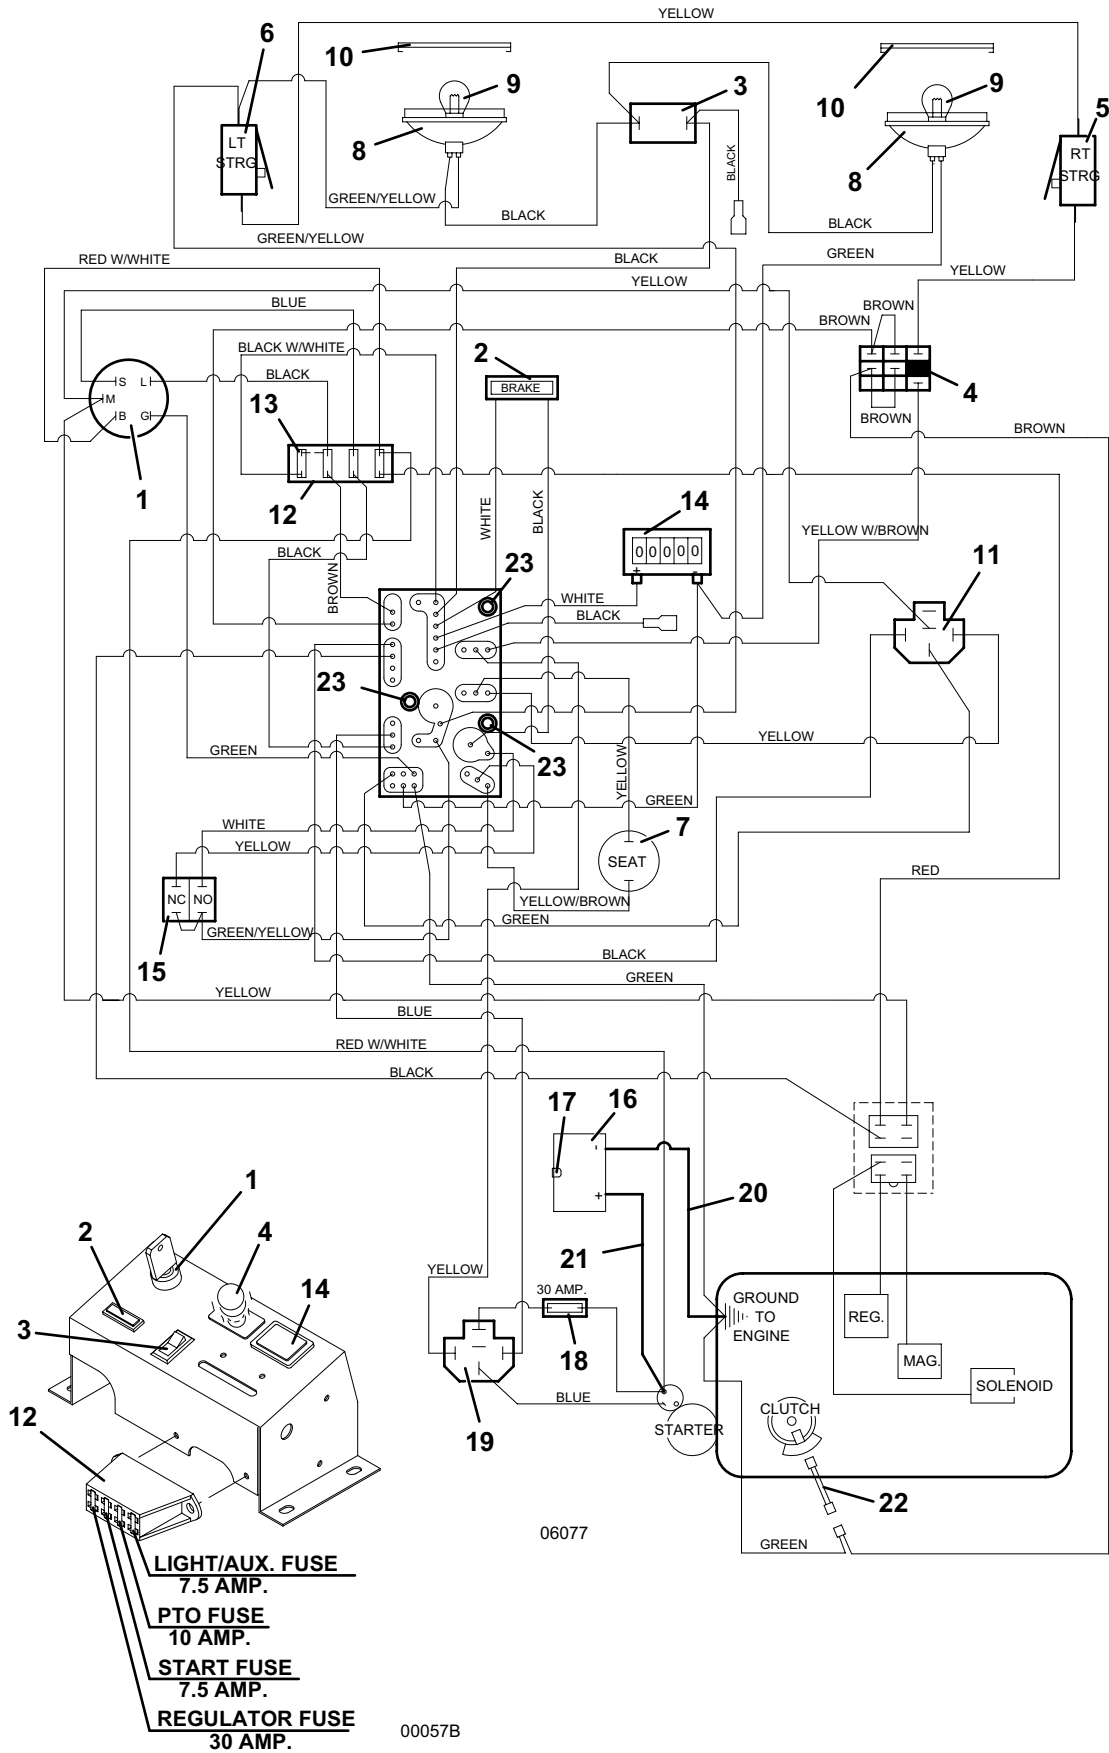 YELLOW
6
10
9
8
3
10
9
8
5
LT
STRG
RT
STRG
BLACK
GREEN/YELLOW
BLACK
BLACK
GREEN/YELLOW
GREEN
RED W/WHITE
BLACK
YELLOW
YELLOW
BLUE
BROWN
BROWN
BLACK W/WHITE
2
BRAKE
BLACK
4
S L
M
B G
13
BROWN
BROWN
1
12
WHITE
BLACK
14
YELLOW W/BROWN
00000
+ -
11
BLACK
BROWN
23
WHITE
BLACK
23
23
YELLOW
GREEN
YELLOW
GREEN
WHITE
YELLOW
7
SEAT
RED
NC NO
YELLOW/BROWN
GREEN
GREEN/YELLOW
15
BLACK
GREEN
YELLOW
BLUE
RED W/WHITE
BLACK
17
16
-
+
20
21
1
2
4
14
3
YELLOW
30 AMP.
18
GROUND
TO
ENGINE
REG.
MAG.
SOLENOID
BLUE
19
STARTER
CLUTCH
12
22
06077
GREEN
LIGHT/AUX. FUSE
7.5 AMP.
PTO FUSE
10 AMP.
START FUSE
7.5 AMP.
REGULATOR FUSE
30 AMP.
00057B